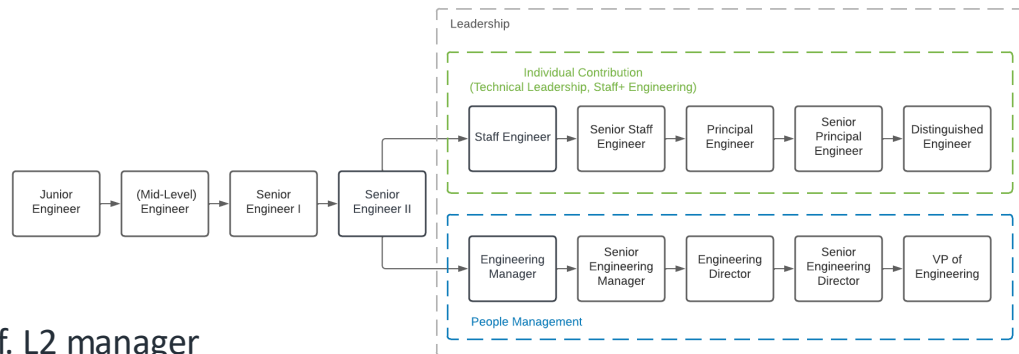 Leadership
Individual Contribution
(Technical Leadership, Staff+ Engineering)
Staff Engineer
Senior Staff
Engineer
Principal
Engineer
Senior
Principal
Engineer
Distinguished
Engineer
Junior
Engineer
(Mid-Level)
Engineer
Senior
Engineer I
Senior
Engineer II
Engineering
Manager
Senior
Engineering
Manager
Engineering
Director
Senior
Engineering
Director
VP of
Engineering
People Management
f. L2 manager